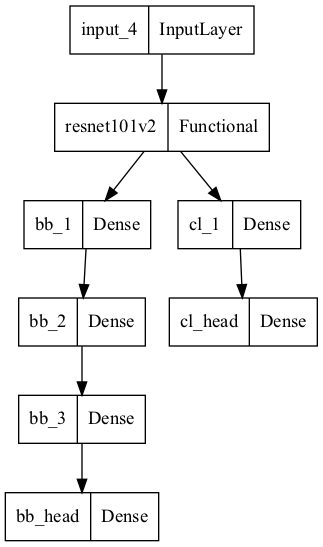 input_4 InputLayer
resnet101v2 Functional
bb_1 Dense cl_1 Dense
bb_2 Dense cl_head Dense
bb_3 Dense
bb_head Dense